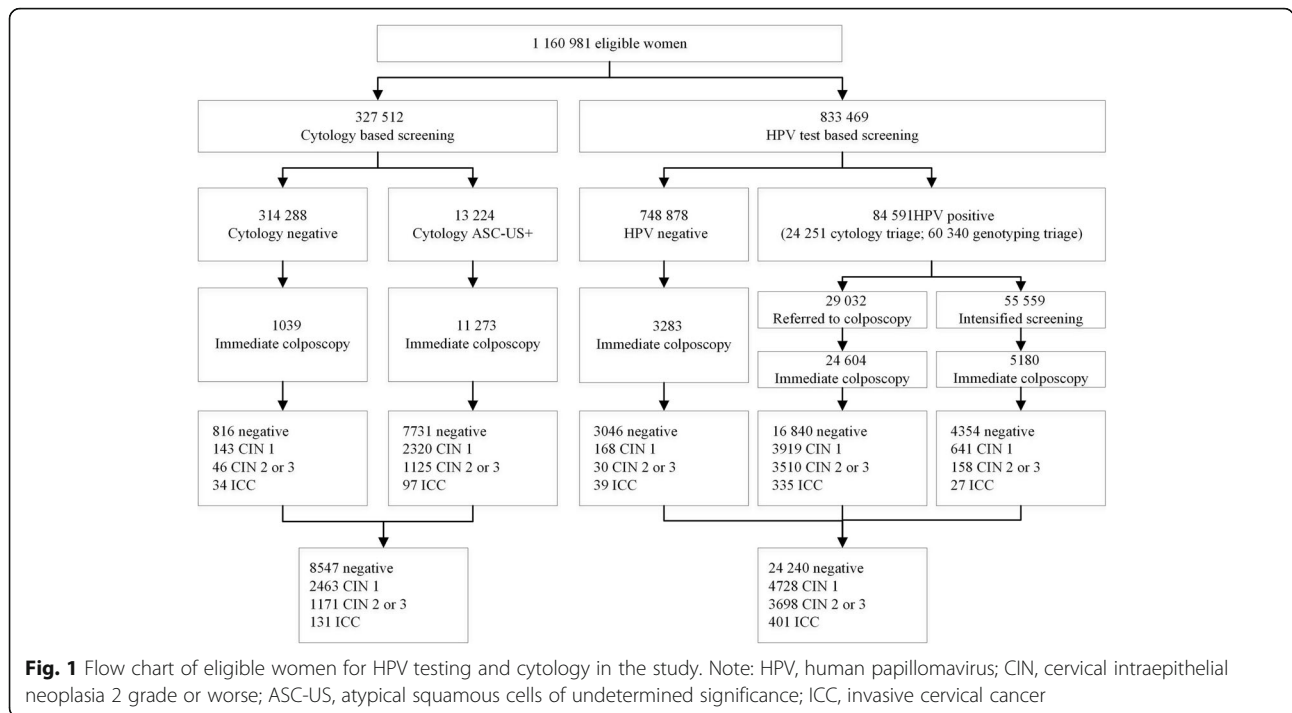 1 160 981 eligible women
327 512
Cytology based screening
833 469
HPV test based screening
314 288
Cytology negative
13 224
Cytology ASC-US+
748 878
HPV negative
84 591HPV positive
(24 251 cytology triage; 60 340 genotyping triage)
29 032
Referred to colposcopy
55 559
Intensified screening
1039
Immediate colposcopy
11 273
Immediate colposcopy
3283
Immediate colposcopy
24 604
Immediate colposcopy
5180
Immediate colposcopy
816 negative
143 CIN 1
46 CIN 2 or 3
34 ICC
7731 negative
2320 CIN 1
1125 CIN 2 or 3
97 ICC
3046 negative
168 CIN 1
30 CIN 2 or 3
39 ICC
16 840 negative
3919 CIN 1
3510 CIN 2 or 3
335 ICC
4354 negative
641 CIN 1
158 CIN 2 or 3
27 ICC
8547 negative
2463 CIN 1
1171 CIN 2 or 3
131 ICC
24 240 negative
4728 CIN 1
3698 CIN 2 or 3
401 ICC
Fig. 1 Flow chart of eligible women for HPV testing and cytology in the study. Note: HPV, human papillomavirus; CIN, cervical intraepithelial
neoplasia 2 grade or worse; ASC-US, atypical squamous cells of undetermined significance; ICC, invasive cervical cancer